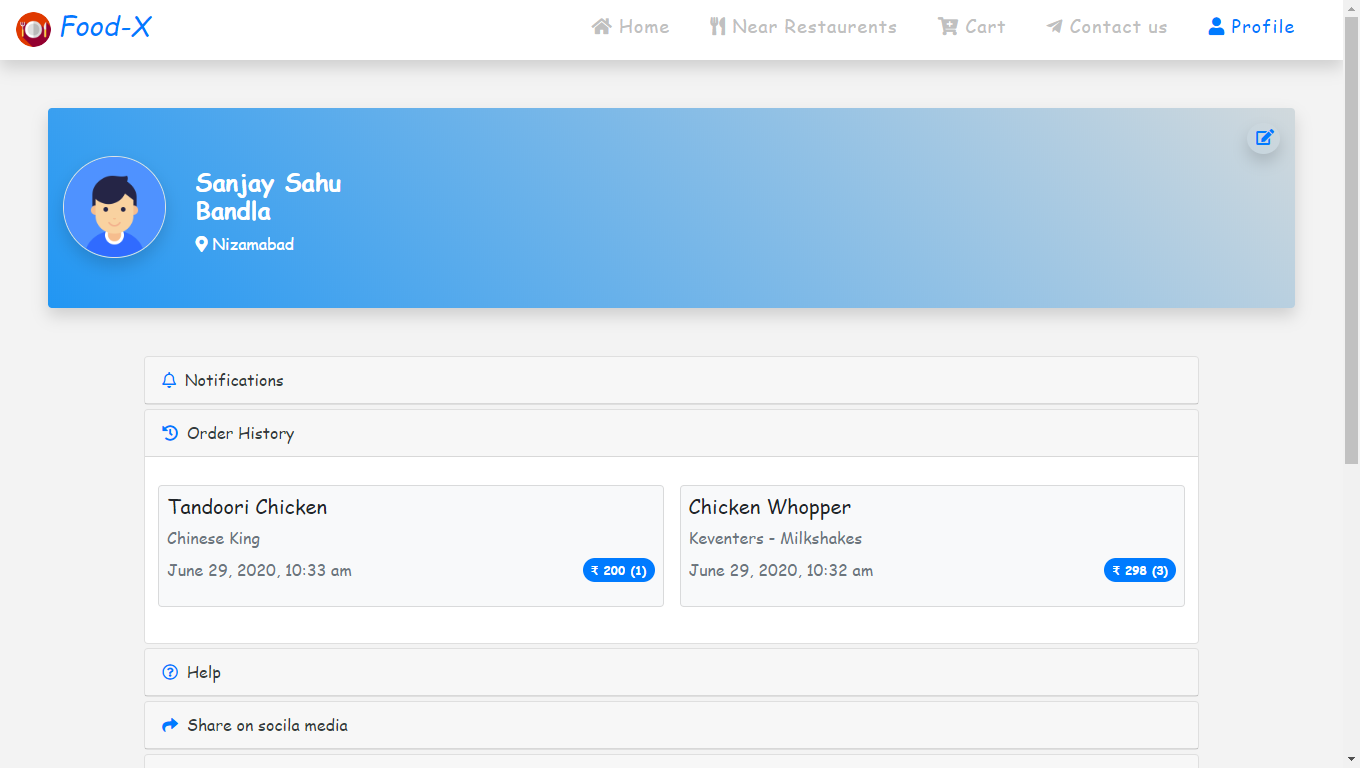 Food-X
Home
Near Restaurents
Cart
Contact us
Profile
Sanjay Sahu
Bandla
Nizamabad
Notifications
Order History
Tandoori Chicken
Chinese King
June 29, 2020, 10:33 am
₹ 200 (1)
Chicken Whopper
Keventers - Milkshakes
June 29, 2020, 10:32 am
₹ 298 (3)
Help
Share on socila media